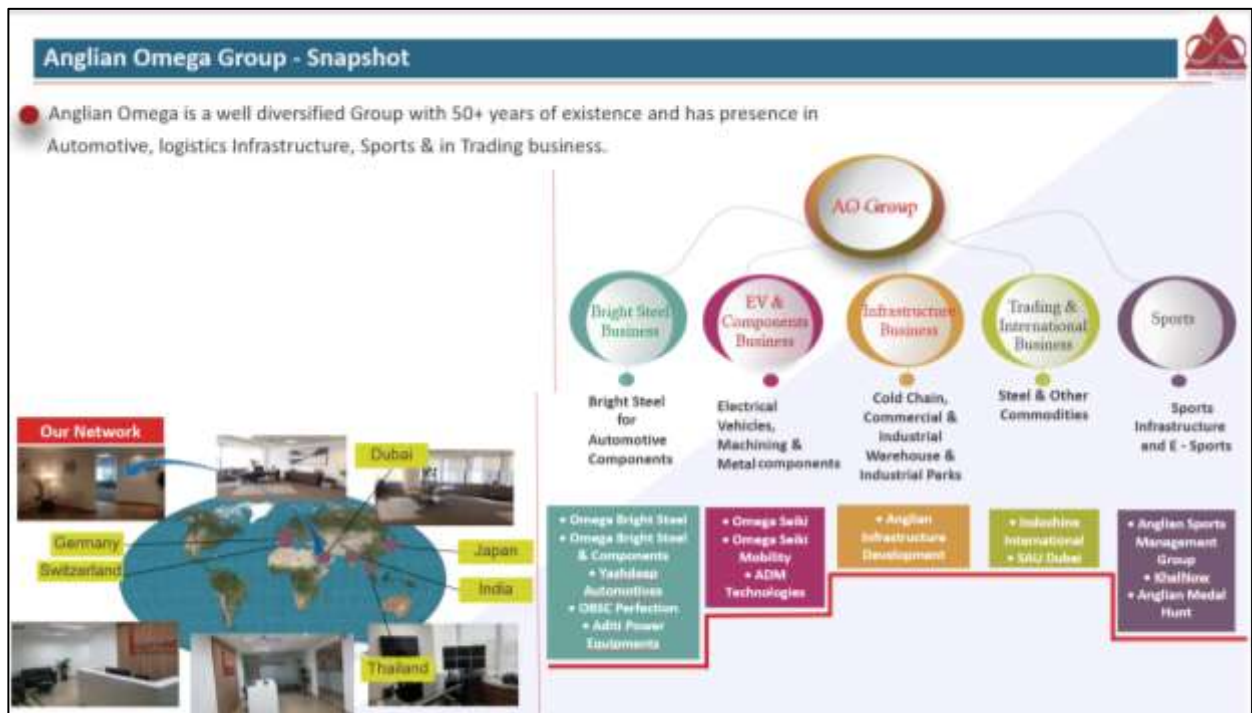 Anglian Omega Group - Snapshot
Anglian Omega is a well diversified Group with 50+ years of existence and has presence in
Automotive, logistics Infrastructure, Sports & in Trading business.
AO Group
Bright Steel
Business
EV &
Components
Business
Infrastructure
Business
Trading &
International
Business
Sports
Bright Steel
for
Automotive
Components
Electrical
Vehicles,
Machining &
Metal components
Cold Chain,
Commercial &
Industrial
Warehouse &
Industrial Parks
Steel & Other
Commodities
Sports
Infrastructure
and E - Sports
• Omega Bright Steel
• Omega Bright Steel
& Components
• Yashdeep
Automotives
• OBSC Perfection
• Aditi Power
Equipments
• Omega Seiki
• Omega Seiki
Mobility
• ADM
Technologies
• Anglian
Infrastructure
Development
• Indochina
International
• SAU Dubai
• Anglian Sports
Management
Group
• KhelNow
• Anglian Medal
Hunt
Our Network
Dubai
Germany
Switzerland
Japan
India
Thailand